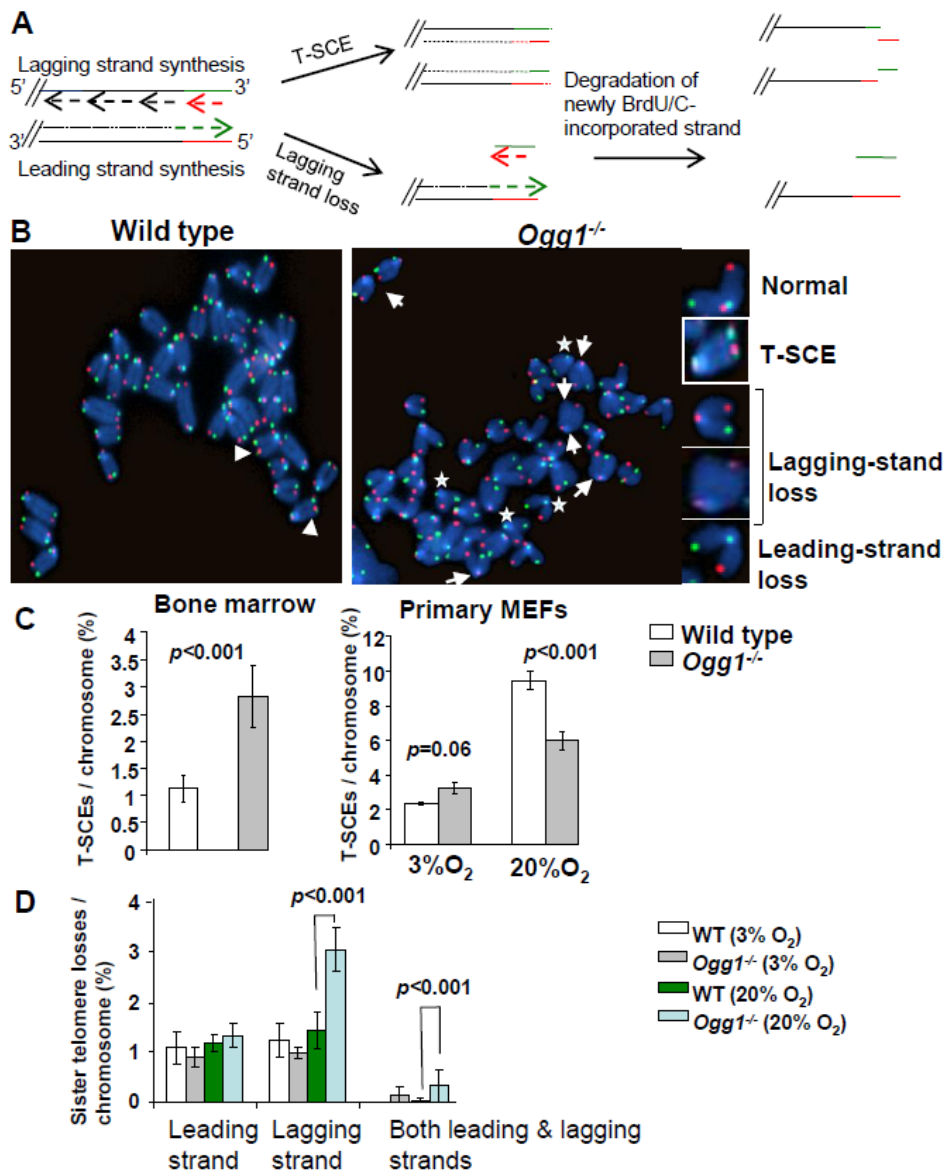 A
Lagging strand synthesis
5’
3’
3’
5’
Leading strand synthesis
T-SCE
Lagging
strand loss
Degradation of
newly BrdU/C-
incorporated strand
B
Wild type
Ogg1-/-
Normal
T-SCE
Lagging-stand
loss
Leading-strand
loss
C
Bone marrow
T-SCEs / chromosome (%)
4
3.5
3
2.5
2
1.5
1
0.5
0
p<0.001
Primary MEFs
T-SCEs / chromosome (%)
12
10
8
6
4
2
0
p=0.06
p<0.001
3%O2
20%O2
Wild type
Ogg1-/-
D
Sister telomere losses /
chromosome (%)
4
3
2
1
0
p<0.001
p<0.001
Leading
strand
Lagging
strand
Both leading & lagging
strands
WT (3% O2)
Ogg1-/- (3% O2)
WT (20% O2)
Ogg1-/- (20% O2)